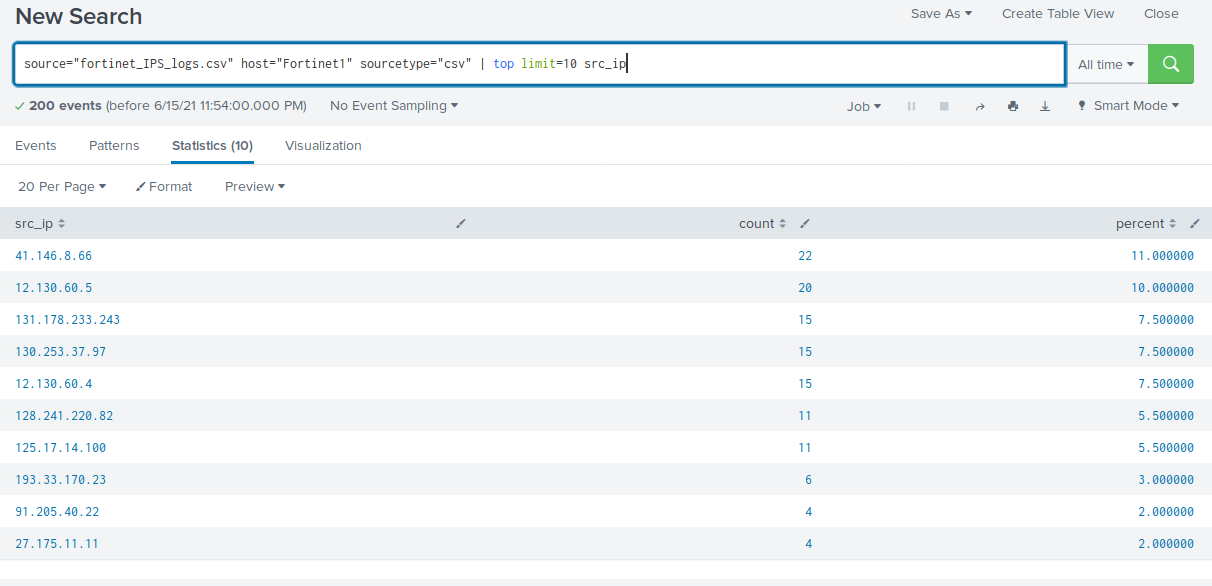 New Search
Save As Create Table View Close
source="fortinet_IPS_logs.csv" host="Fortinet1" sourcetype="csv" | top limit=10 src_ip
All time
200 events (before 6/15/21 11:54:00.000 PM) No Event Sampling
Job Smart Mode
Events Patterns Statistics (10) Visualization
20 Per Page Format Preview
src_ip count percent
41.146.8.66 22 11.000000
12.130.60.5 20 10.000000
131.178.233.243 15 7.500000
130.253.37.97 15 7.500000
12.130.60.4 15 7.500000
128.241.220.82 11 5.500000
125.17.14.100 11 5.500000
193.33.170.23 6 3.000000
91.205.40.22 4 2.000000
27.175.11.11 4 2.000000